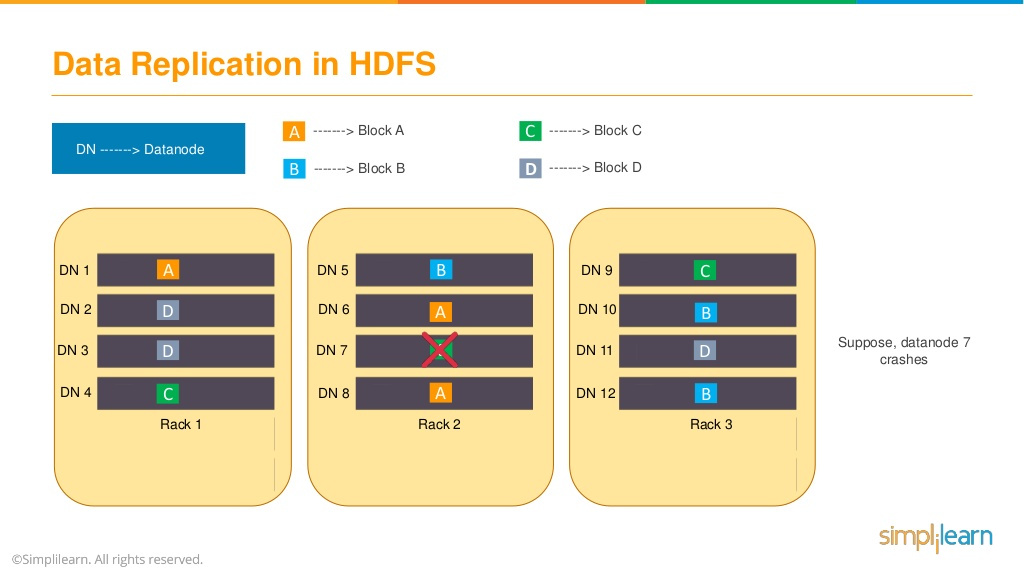 Data Replication in HDFS
DN -------> Datanode
A -------> Block A
B -------> Block B
C -------> Block C
D -------> Block D
DN 1 A
DN 2 D
DN 3 D
DN 4 C
Rack 1
DN 5 B
DN 6 A
DN 7
DN 8 A
Rack 2
DN 9 C
DN 10 B
DN 11 D
DN 12 B
Rack 3
Suppose, datanode 7
crashes
simplilearn
©Simplilearn. All rights reserved.